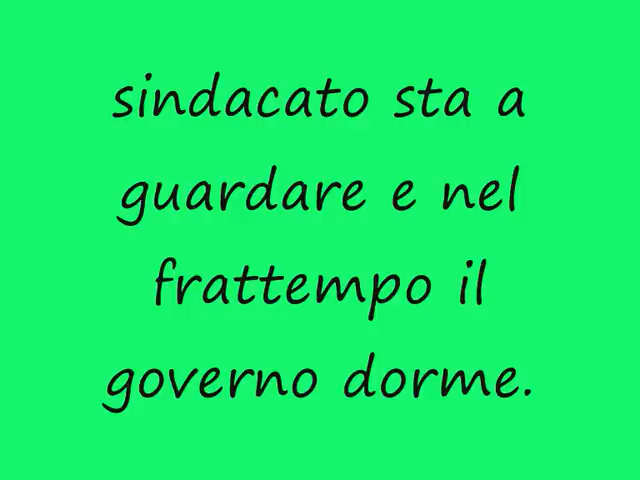 sindacato sta a
guardare e nel
frattempo il
governo dorme.